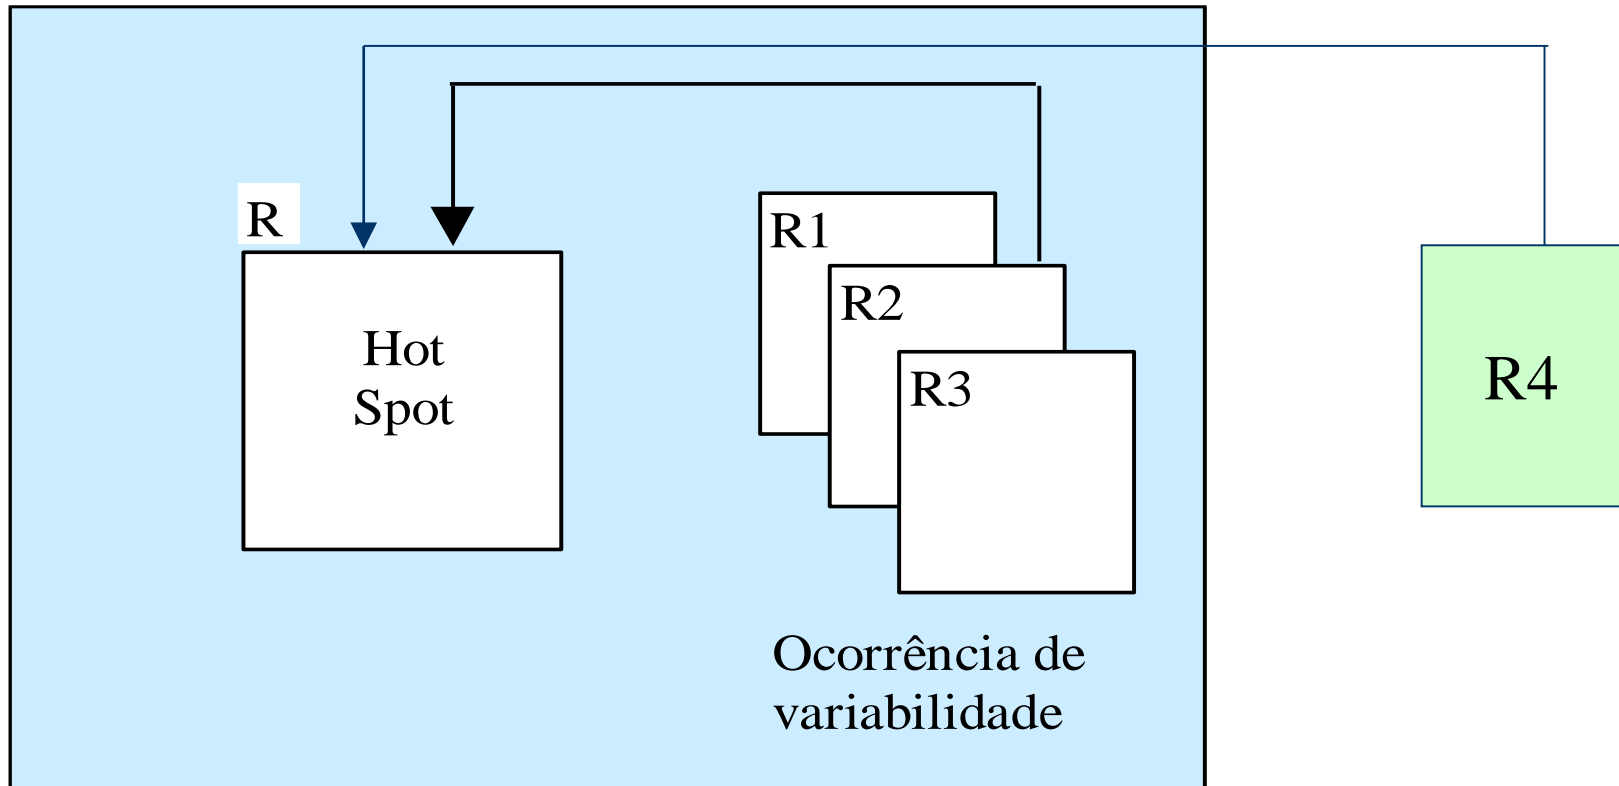 R
Hot
Spot
R1
R2
R3
R4
Ocorrência de
variabilidade